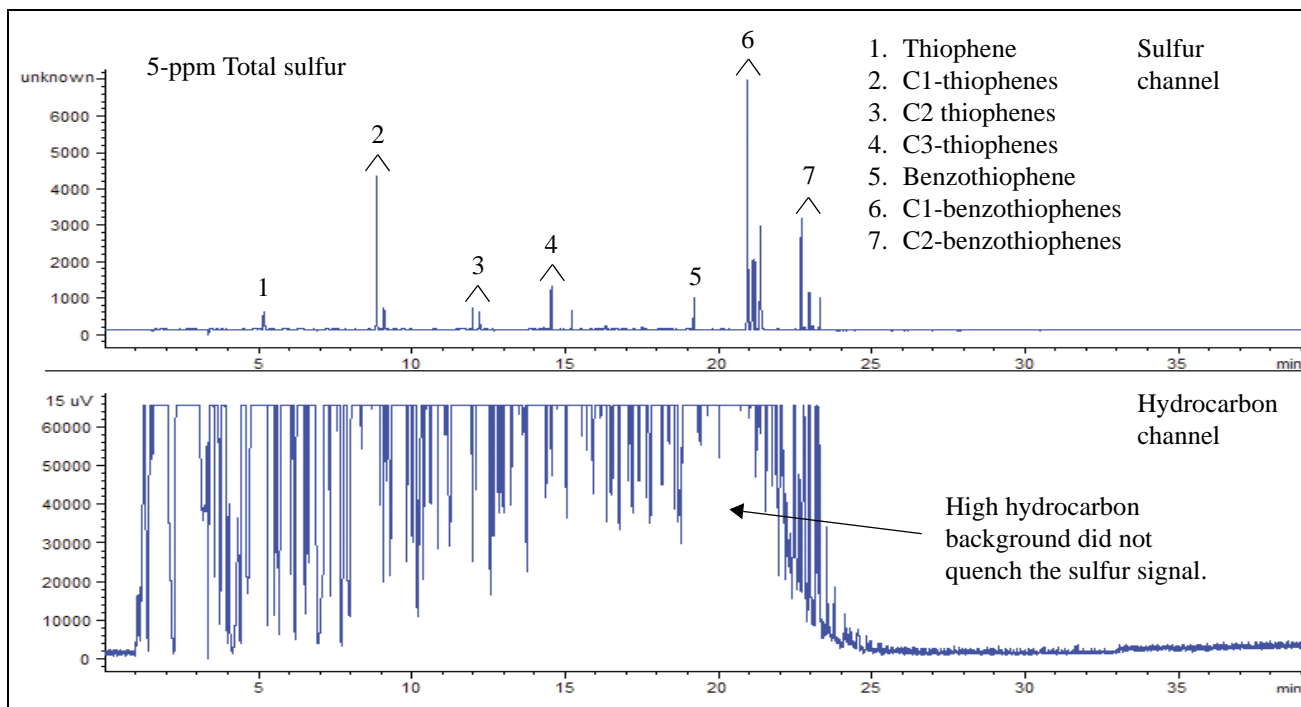 5-ppm Total sulfur
unknown
6000
5000
4000
3000
2000
1000
0
1
2
3
4
5
6
7
1. Thiophene
2. C1-thiophenes
3. C2 thiophenes
4. C3-thiophenes
5. Benzothiophene
6. C1-benzothiophenes
7. C2-benzothiophenes
Sulfur
channel
5 10 15 20 25 30 35 min
15 uV
60000
50000
40000
30000
20000
10000
0
Hydrocarbon
channel
High hydrocarbon
background did not
quench the sulfur signal.
5 10 15 20 25 30 35 min